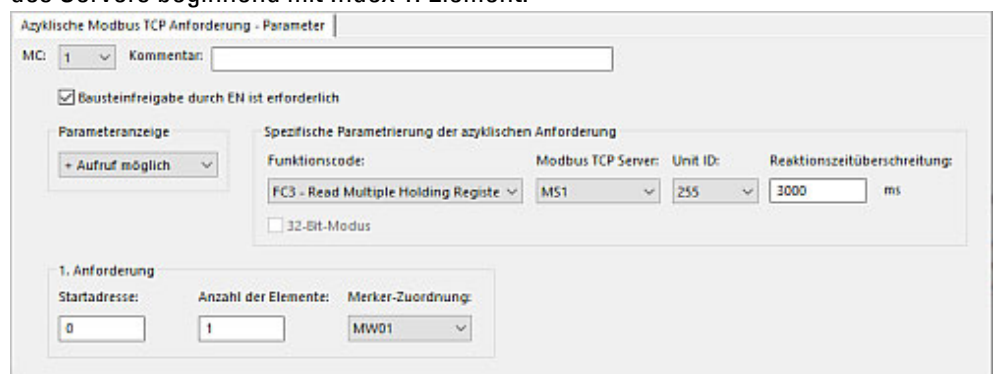 des Servers beginnend mit Index 1. Element.
Azyklische Modbus TCP Anforderung - Parameter
MC: 1 Kommentar:
Bausteinfreigabe durch EN ist erforderlich
Parameteranzeige
+ Aufruf möglich
Spezifische Parametrierung der azyklischen Anforderung
Funktionscode: Modbus TCP Server: Unit ID: Reaktionszeitüberschreitung:
FC3 - Read Multiple Holding Registe MS1 255 3000 ms
32-Bit-Modus
1. Anforderung
Startadresse: Anzahl der Elemente: Merker-Zuordnung:
0 1 MW01